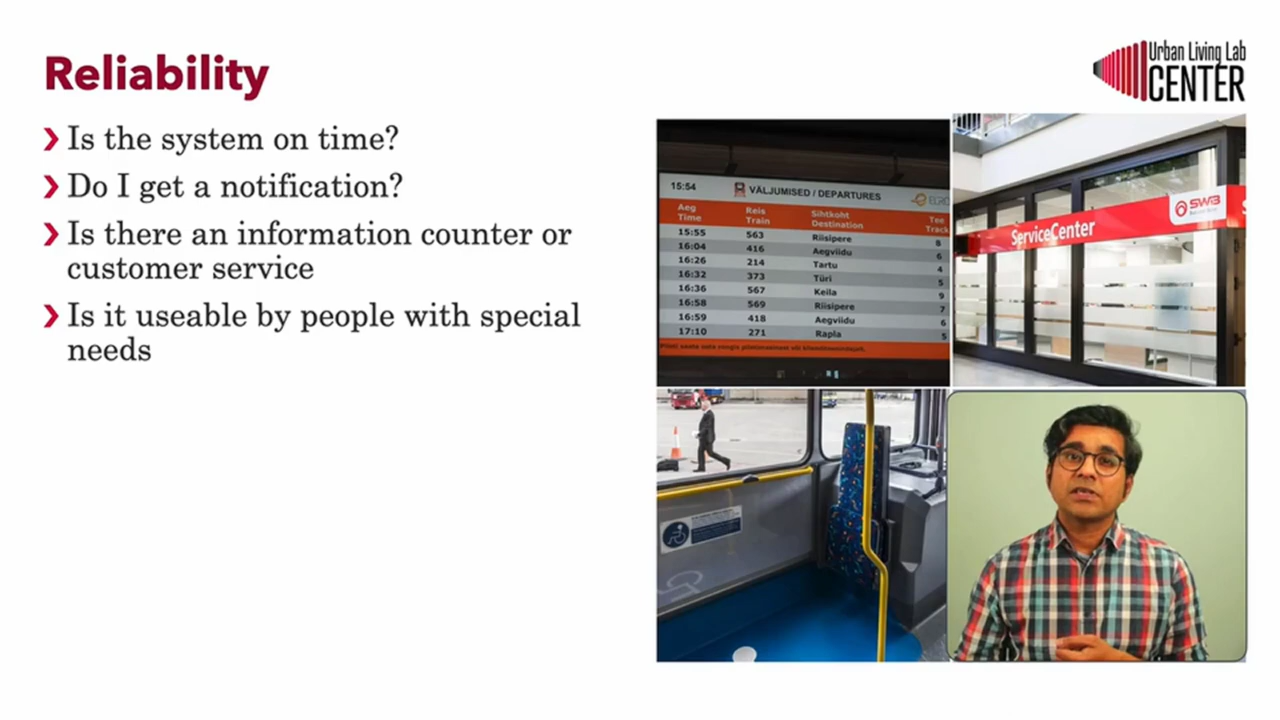 Reliability
Is the system on time?
Do I get a notification?
Is there an information counter or
customer service
Is it useable by people with special
needs
Urban Living Lab
CENTER
15:54 VÄLJUMISED / DEPARTURES
Aeg Reis Sihtkoht Tee
Time Train Destination Track
15:55 563 Riisipere 8
16:04 416 Aegviidu 6
16:26 214 Tartu 4
16:32 373 Türi 5
16:36 567 Keila 9
16:58 569 Riisipere 7
16:59 418 Aegviidu 6
17:10 271 Rapla 5
ServiceCenter
SWB